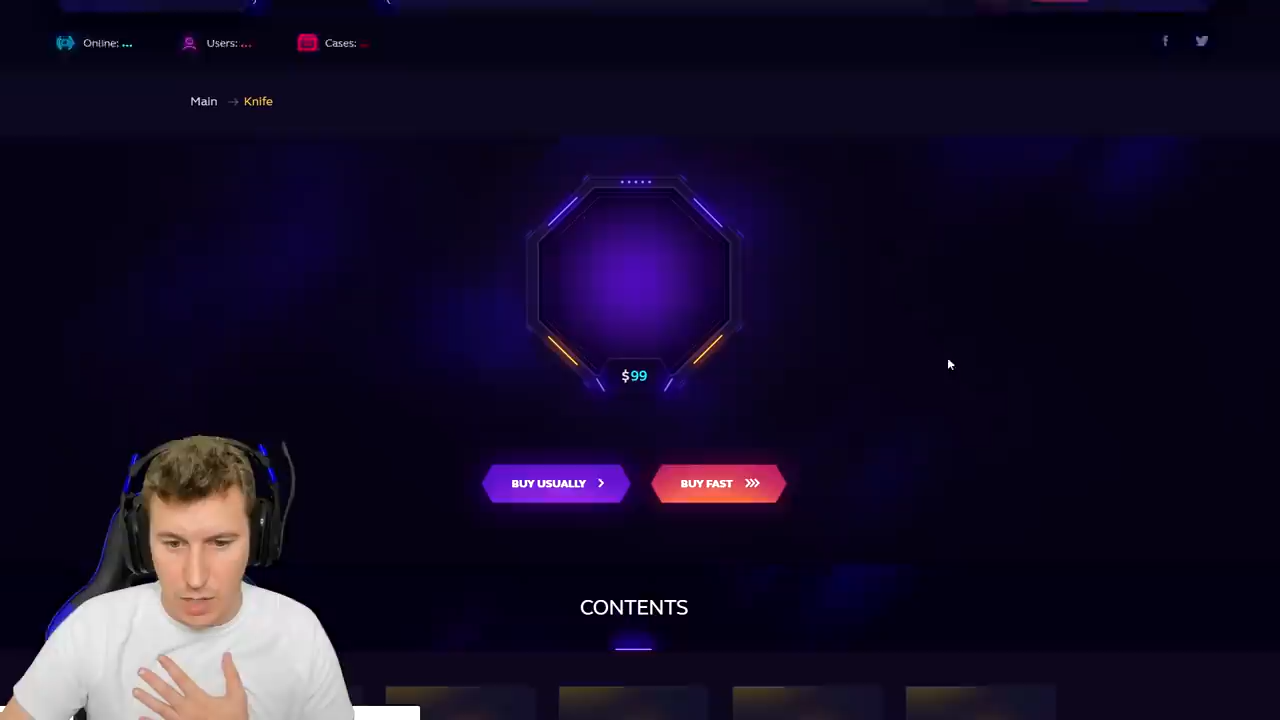 Online: ...
Users: ...
Cases: ...
Main → Knife
$99
BUY USUALLY
BUY FAST
CONTENTS